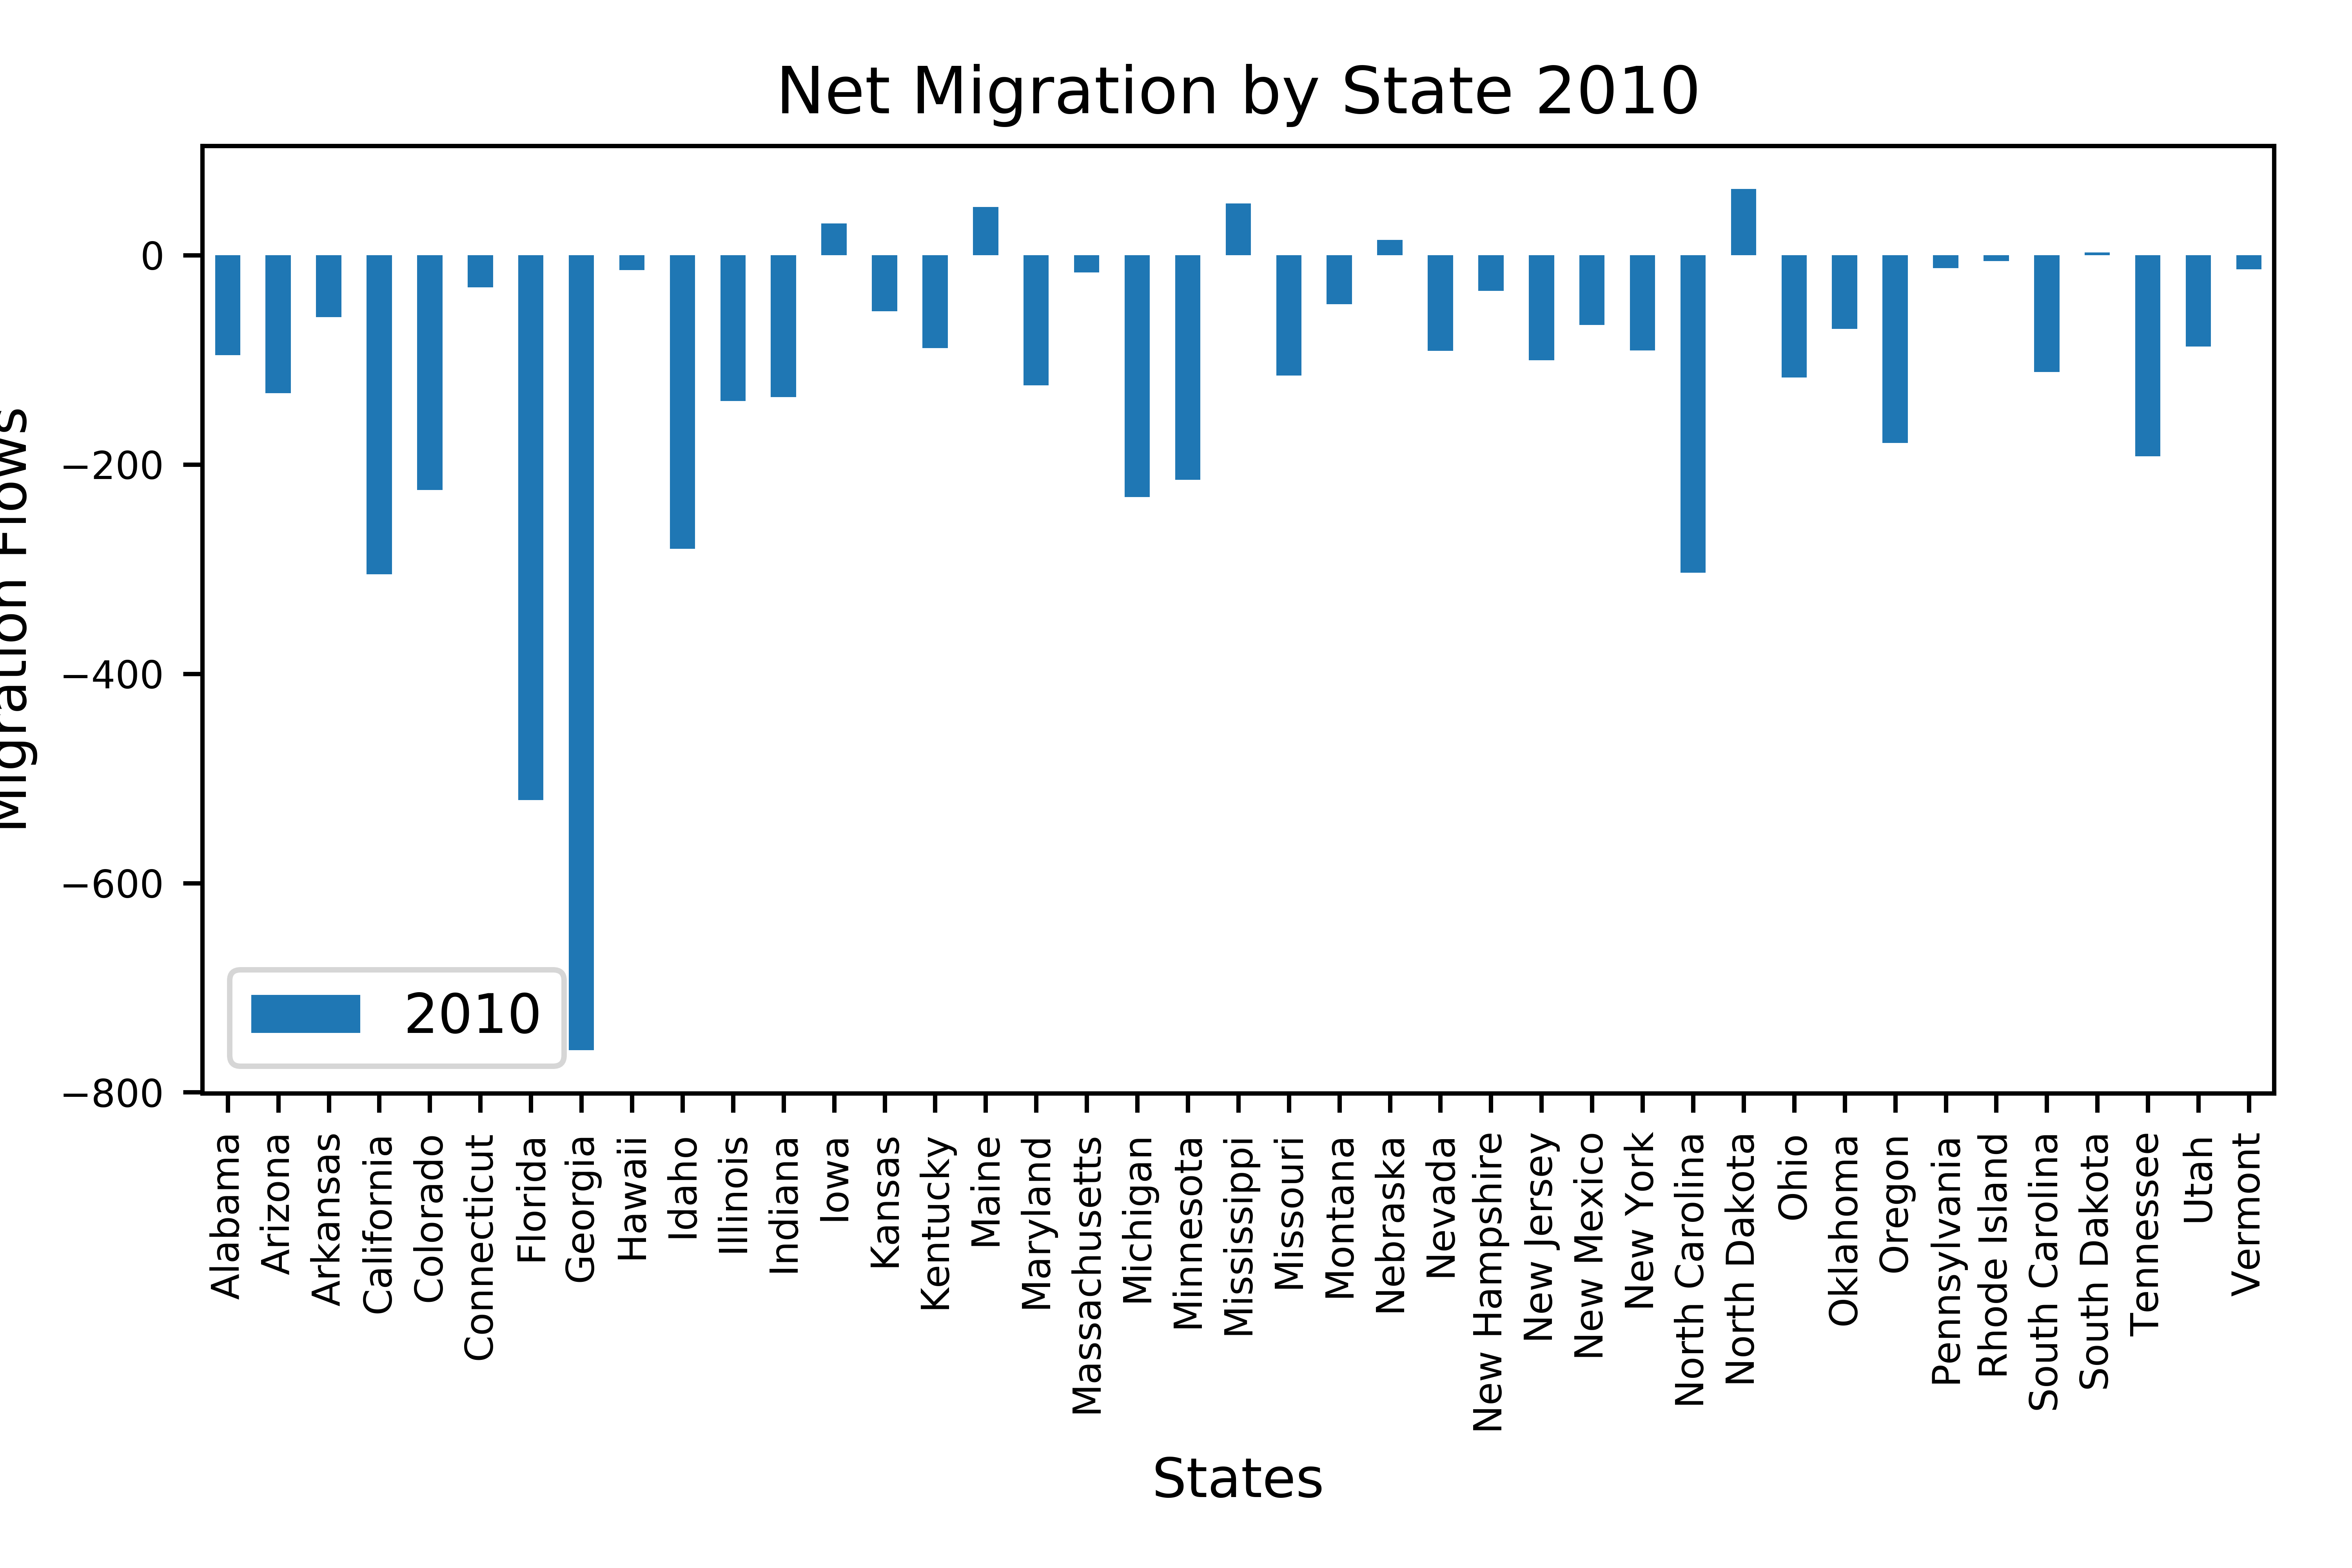 Net Migration by State 2010
Migration Flows
0
−200
−400
−600
−800
2010
Alabama
Arizona
Arkansas
California
Colorado
Connecticut
Florida
Georgia
Hawaii
Idaho
Illinois
Indiana
Iowa
Kansas
Kentucky
Maine
Maryland
Massachusetts
Michigan
Minnesota
Mississippi
Missouri
Montana
Nebraska
Nevada
New Hampshire
New Jersey
New Mexico
New York
North Carolina
North Dakota
Ohio
Oklahoma
Oregon
Pennsylvania
Rhode Island
South Carolina
South Dakota
Tennessee
Utah
Vermont
States